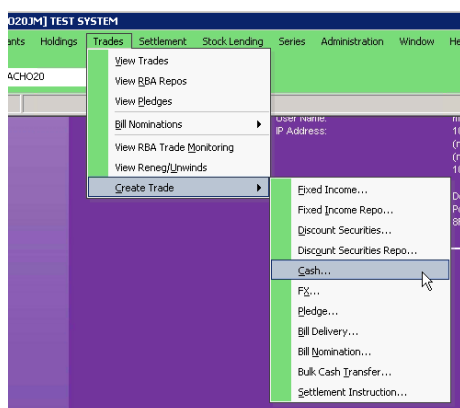 O20JM] TEST SYSTEM
ants Holdings Trades Settlement Stock Lending Series Administration Window He
ACHO20
View Trades
View RBA Repos
View Pledges
Bill Nominations
View RBA Trade Monitoring
View Reneg/Unwinds
Create Trade
User Name:
IP Address:
Fixed Income...
Fixed Income Repo...
Discount Securities...
Discount Securities Repo...
Cash...
FX...
Pledge...
Bill Delivery...
Bill Nomination...
Bulk Cash Transfer...
Settlement Instruction...